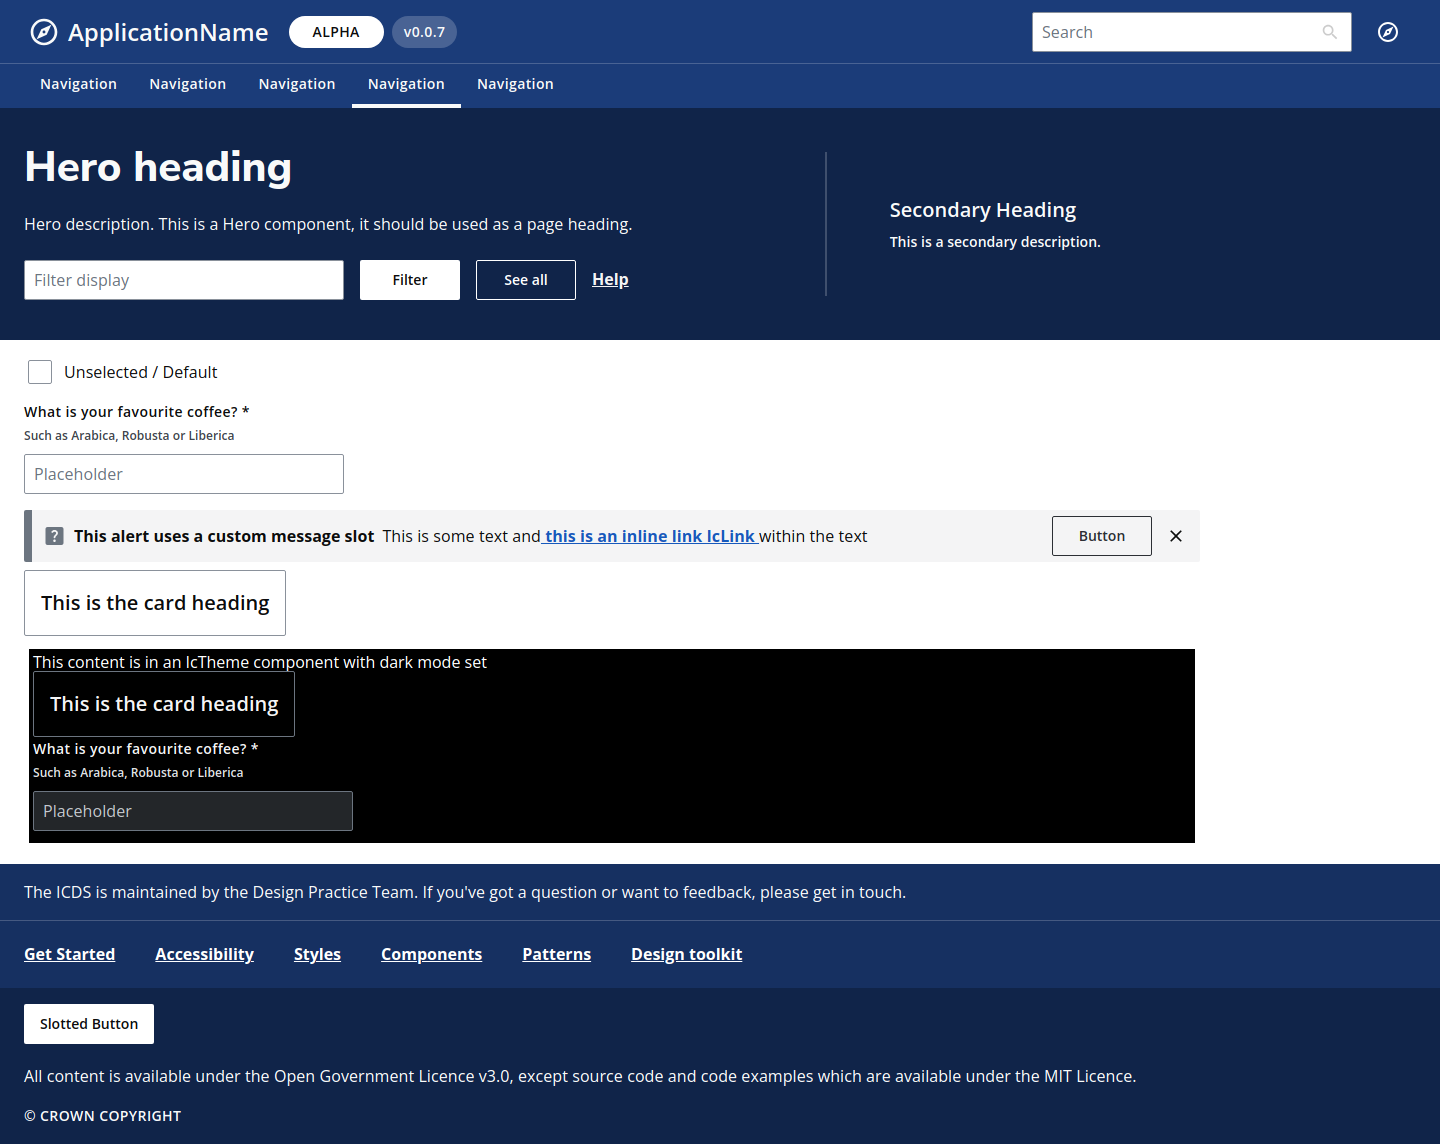 ApplicationName ALPHA v0.0.7 Search
Navigation Navigation Navigation Navigation Navigation
Hero heading
Hero description. This is a Hero component, it should be used as a page heading.
Filter display Filter See all Help
Secondary Heading
This is a secondary description.
Unselected / Default
What is your favourite coffee? *
Such as Arabica, Robusta or Liberica
Placeholder
This alert uses a custom message slot This is some text and this is an inline link IcLink within the text Button
This is the card heading
This content is in an IcTheme component with dark mode set
This is the card heading
What is your favourite coffee? *
Such as Arabica, Robusta or Liberica
Placeholder
The ICDS is maintained by the Design Practice Team. If you've got a question or want to feedback, please get in touch.
Get Started Accessibility Styles Components Patterns Design toolkit
Slotted Button
All content is available under the Open Government Licence v3.0, except source code and code examples which are available under the MIT Licence.
© CROWN COPYRIGHT